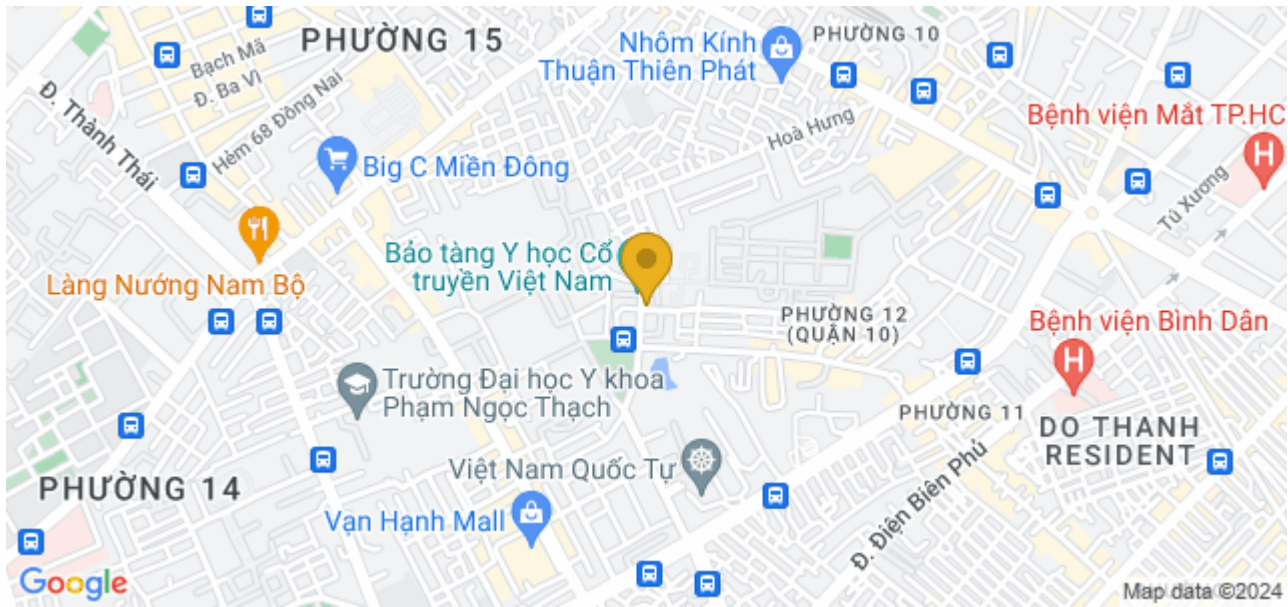 PHƯỜNG 15
Bạch Mã
Đ. Ba Vì
Nhôm Kính
Thuận Thiên Phát
PHƯỜNG 10
Đ. Thành Thái
Hẻm 68 Đồng Nai
Hoà Hưng
Bệnh viện Mắt TP.HC
Big C Miền Đông
Tú Xương
Bảo tàng Y học Cổ
truyền Việt Nam
Làng Nướng Nam Bộ
PHƯỜNG 12
(QUẬN 10)
Bệnh viện Bình Dân
Trường Đại học Y khoa
Phạm Ngọc Thạch
PHƯỜNG 11
DO THANH
RESIDENT
Việt Nam Quốc Tự
Đ. Điện Biên Phủ
PHƯỜNG 14
Vạn Hạnh Mall
Google
Map data ©2024